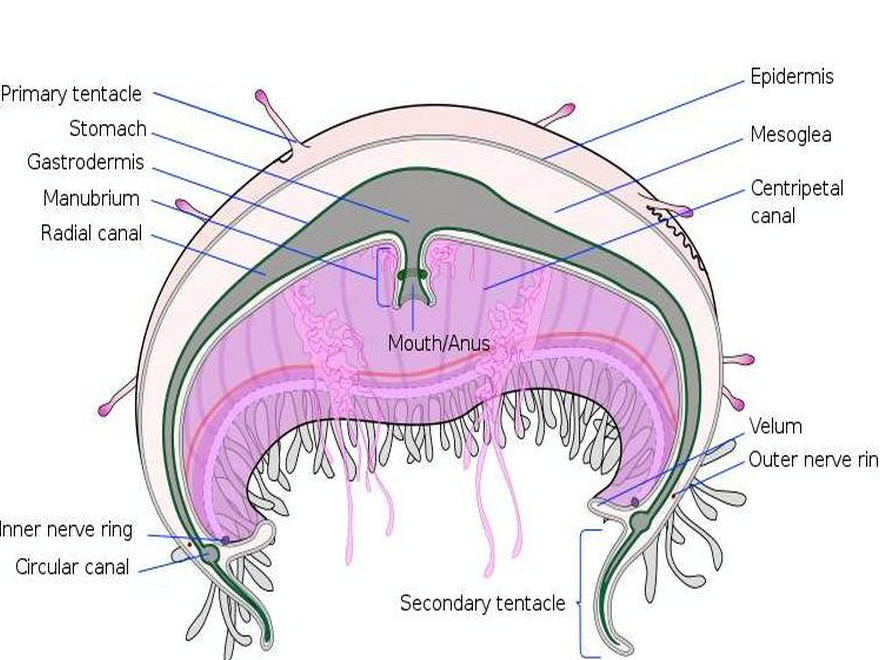 Primary tentacle
Stomach
Gastrodermis
Manubrium
Radial canal
Epidermis
Mesoglea
Centripetal
canal
Mouth/Anus
Velum
Outer nerve rin
Inner nerve ring
Circular canal
Secondary tentacle